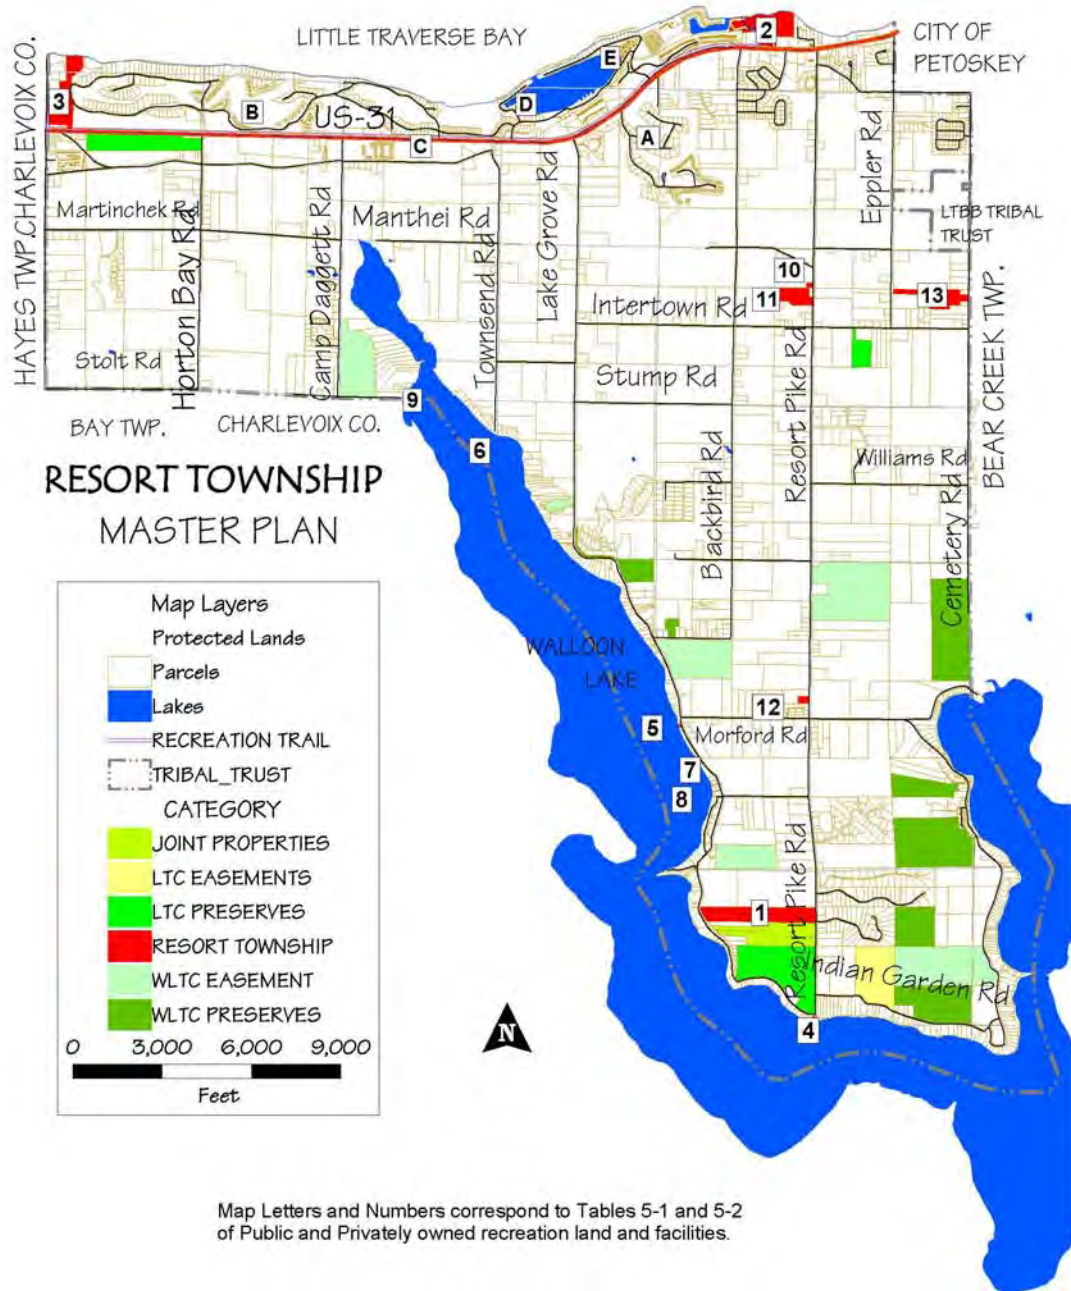 LITTLE TRAVERSE BAY
CITY OF
PETOSKEY
HAYES TWP.CHARLEVOIX CO.
2
3
E
D
B
US-31
C
A
Eppler Rd
Martinchek Rd
Horton Bay Rd
Camp Daggett Rd
Manthei Rd
Townsend Rd
Lake Grove Rd
LTBB TRIBAL
TRUST
BEAR CREEK TWP.
10
11
13
Intertown Rd
Resort Pike Rd
Stolt Rd
Stump Rd
BAY TWP.
CHARLEVOIX CO.
9
6
Backbird Rd
Williams Rd
Cemetery Rd
RESORT TOWNSHIP
MASTER PLAN
WALLOON
LAKE
12
5
Morford Rd
7
8
Resort Pike Rd
1
Indian Garden Rd
4
Map Layers
Protected Lands
Parcels
Lakes
RECREATION TRAIL
TRIBAL_TRUST
CATEGORY
JOINT PROPERTIES
LTC EASEMENTS
LTC PRESERVES
RESORT TOWNSHIP
WLTC EASEMENT
WLTC PRESERVES
0 3,000 6,000 9,000
Feet
N
Map Letters and Numbers correspond to Tables 5-1 and 5-2
of Public and Privately owned recreation land and facilities.